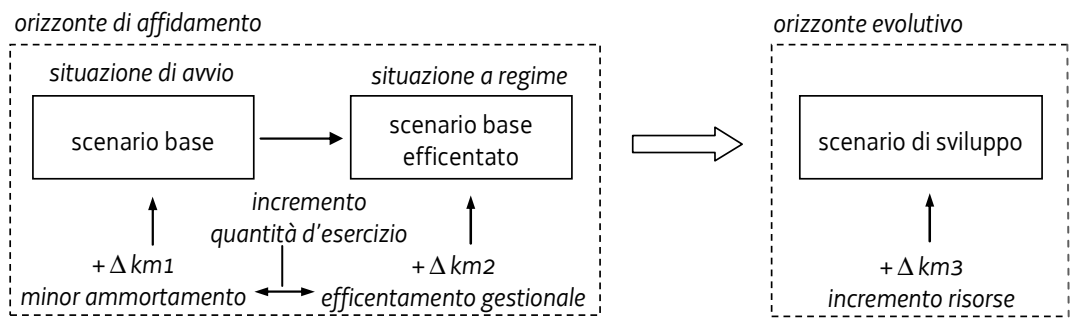 orizzonte di affidamento
orizzonte evolutivo
situazione di avvio
situazione a regime
scenario base
scenario base
efficentato
scenario di sviluppo
incremento
quantità d'esercizio
+ Δ km1
+ Δ km2
+ Δ km3
minor ammortamento
efficentamento gestionale
incremento risorse